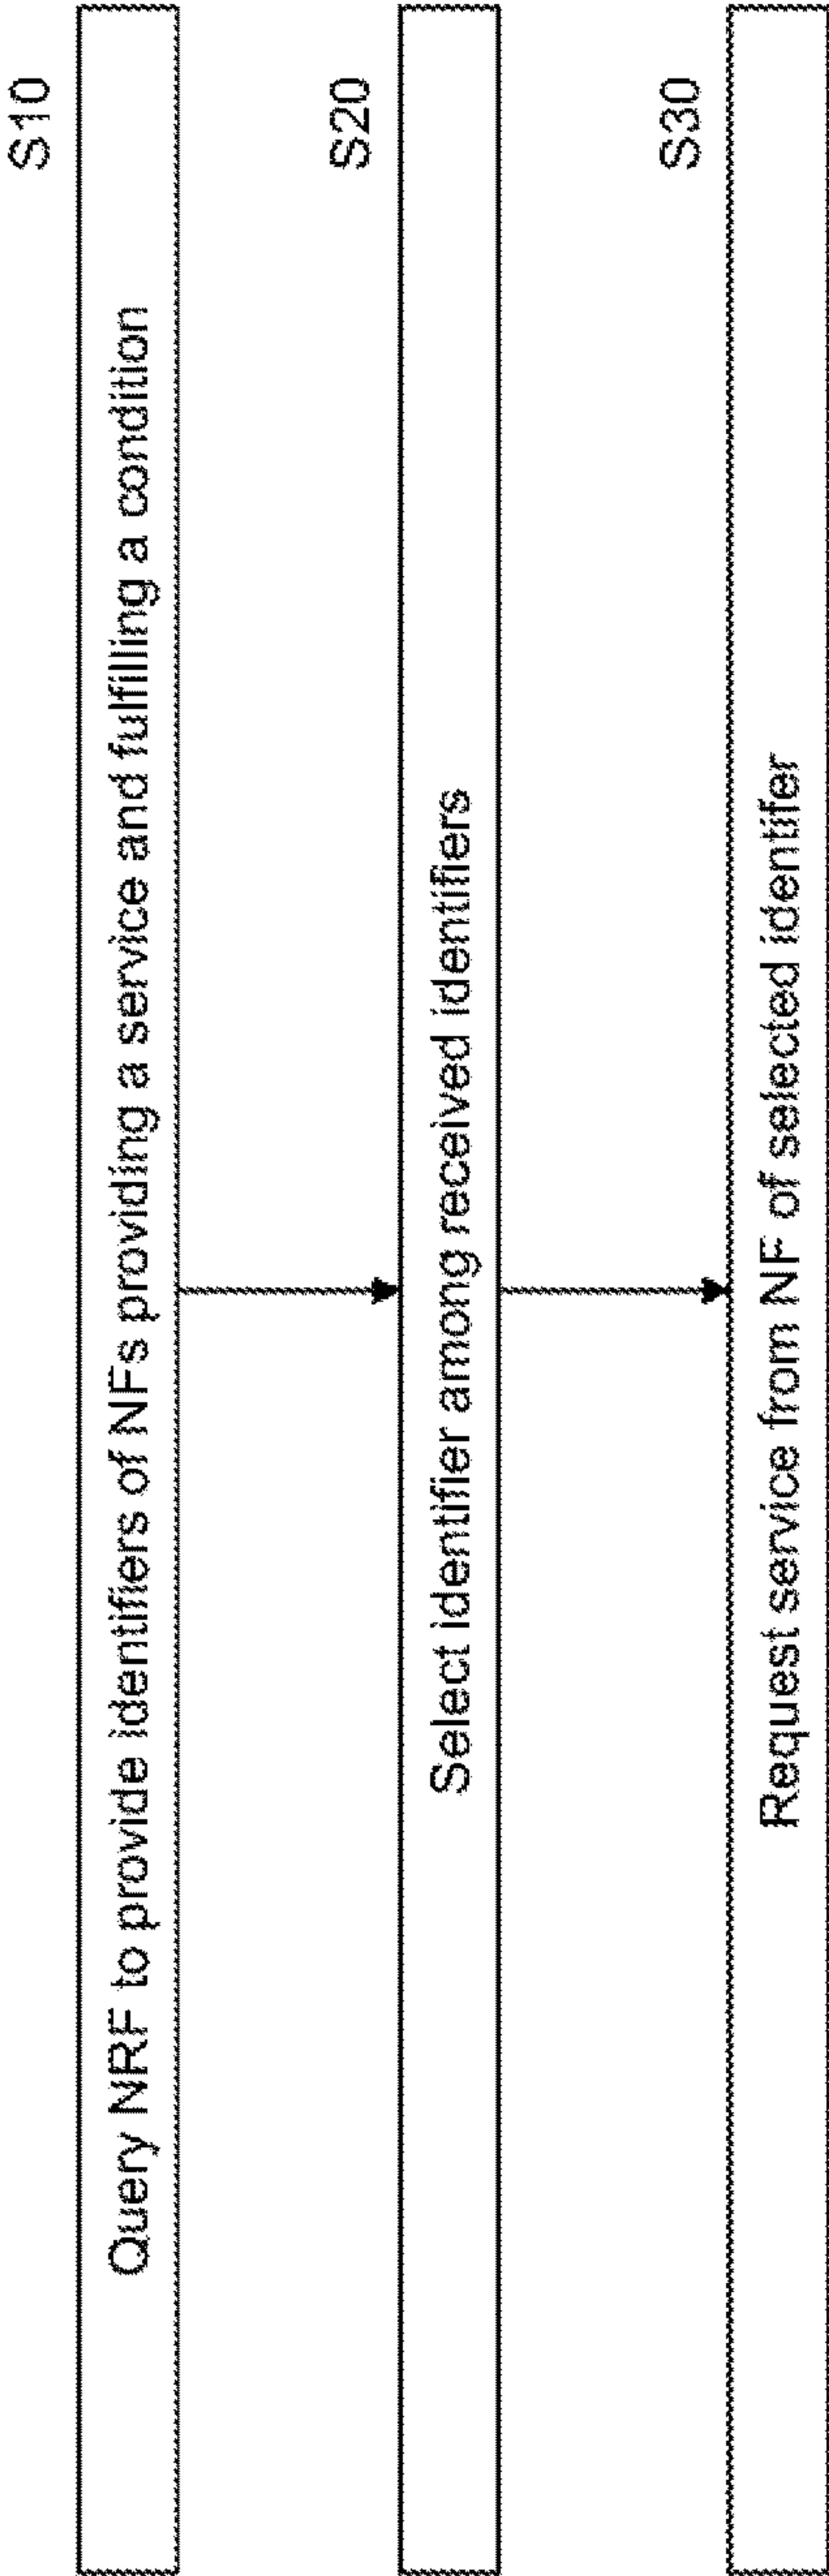 S10
Query NRF to provide identifiers of NFs providing a service and fulfilling a condition
S20
Select identifier among received identifiers
S30
Request service from NF of selected identifer